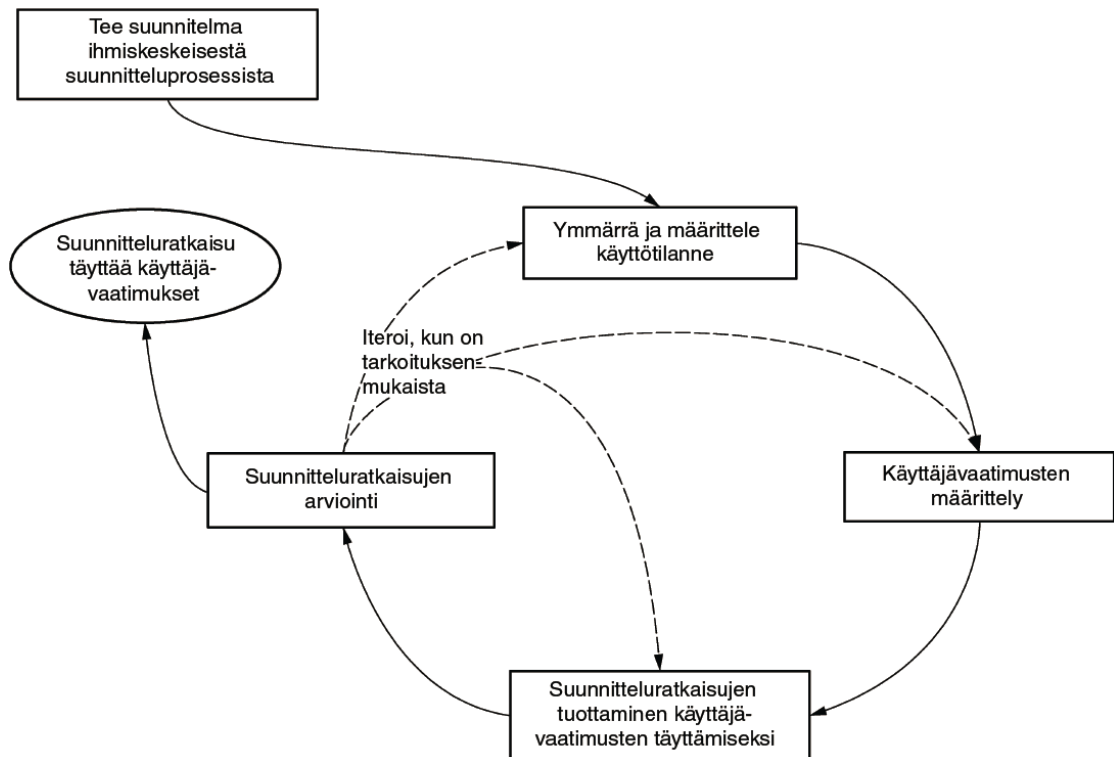 Tee suunnitelma
ihmiskeskeisestä
suunnitteluprosessista
Ymmärrä ja määrittele
käyttötilanne
Suunnitteluratkaisu
täyttää käyttäjä-
vaatimukset
Iteroi, kun on
tarkoituksen-
mukaista
Suunnitteluratkaisujen
arviointi
Käyttäjävaatimusten
määrittely
Suunnitteluratkaisujen
tuottaminen käyttäjä-
vaatimusten täyttämiseksi